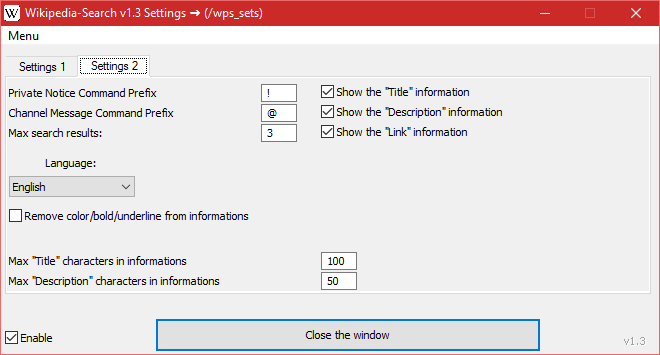 W Wikipedia-Search v1.3 Settings → (/wps_sets)
Menu
Settings 1 Settings 2
Private Notice Command Prefix ! Show the "Title" information
Channel Message Command Prefix @ Show the "Description" information
Max search results: 3 Show the "Link" information
Language:
English
Remove color/bold/underline from informations
Max "Title" characters in informations 100
Max "Description" characters in informations 50
Enable Close the window v1.3